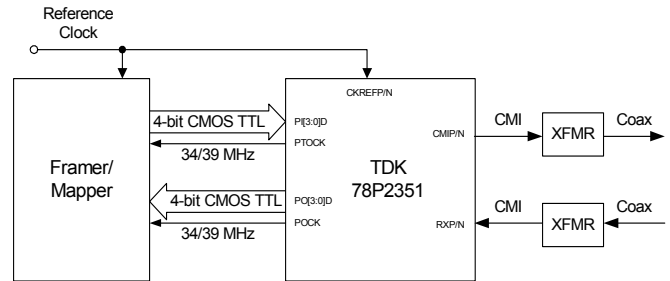 Reference
Clock
CKREFP/N
4-bit CMOS TTL
PI[3:0]D
CMI
XFMR
Coax
CMIP/N
34/39 MHz
PTOCK
Framer/
Mapper
TDK
78P2351
4-bit CMOS TTL
PO[3:0]D
34/39 MHz
POCK
RXP/N
CMI
XFMR
Coax